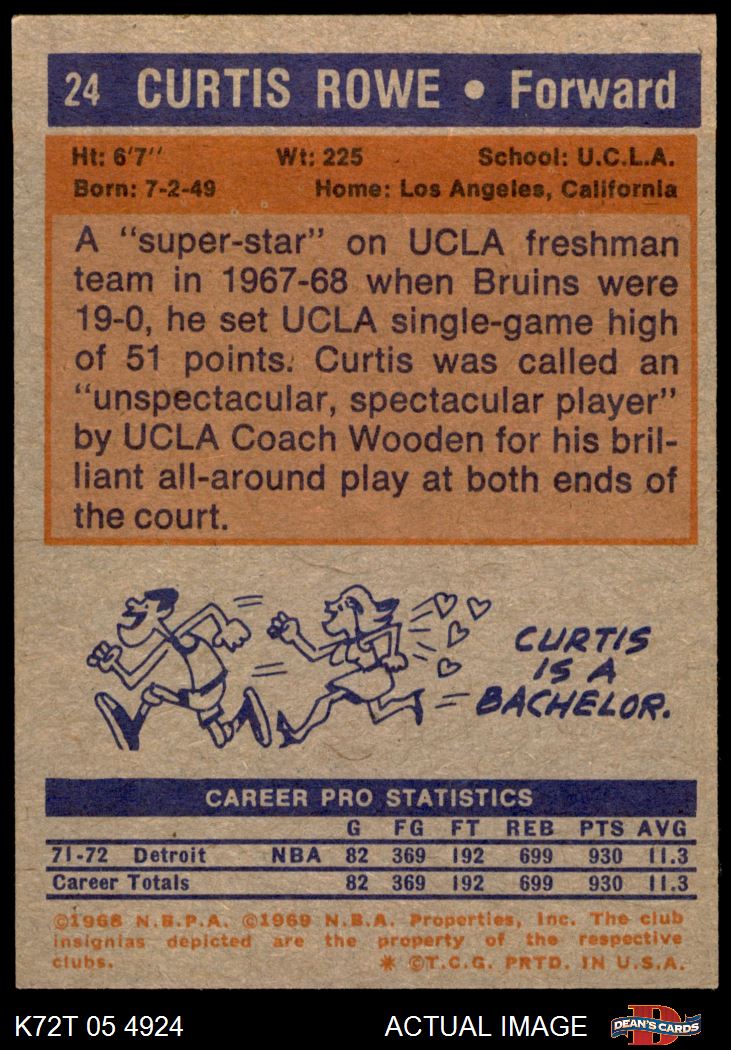 24 CURTIS ROWE • Forward
Ht: 6'7'' Wt: 225 School: U.C.L.A.
Born: 7-2-49 Home: Los Angeles, California
A "super-star" on UCLA freshman
team in 1967-68 when Bruins were
19-0, he set UCLA single-game high
of 51 points. Curtis was called an
"unspectacular, spectacular player"
by UCLA Coach Wooden for his bril-
liant all-around play at both ends of
the court.
CURTIS
IS A
BACHELOR.
CAREER PRO STATISTICS
G FG FT REB PTS AVG
71-72 Detroit NBA 82 369 192 699 930 11.3
Career Totals 82 369 192 699 930 11.3
©1968 N.B.P.A. ©1969 N.B.A. Properties, Inc. The club
insignias depicted are the property of the respective
clubs. * ©T.C.G. PRTD. IN U.S.A.
K72T 05 4924 ACTUAL IMAGE D DEAN'S CARDS